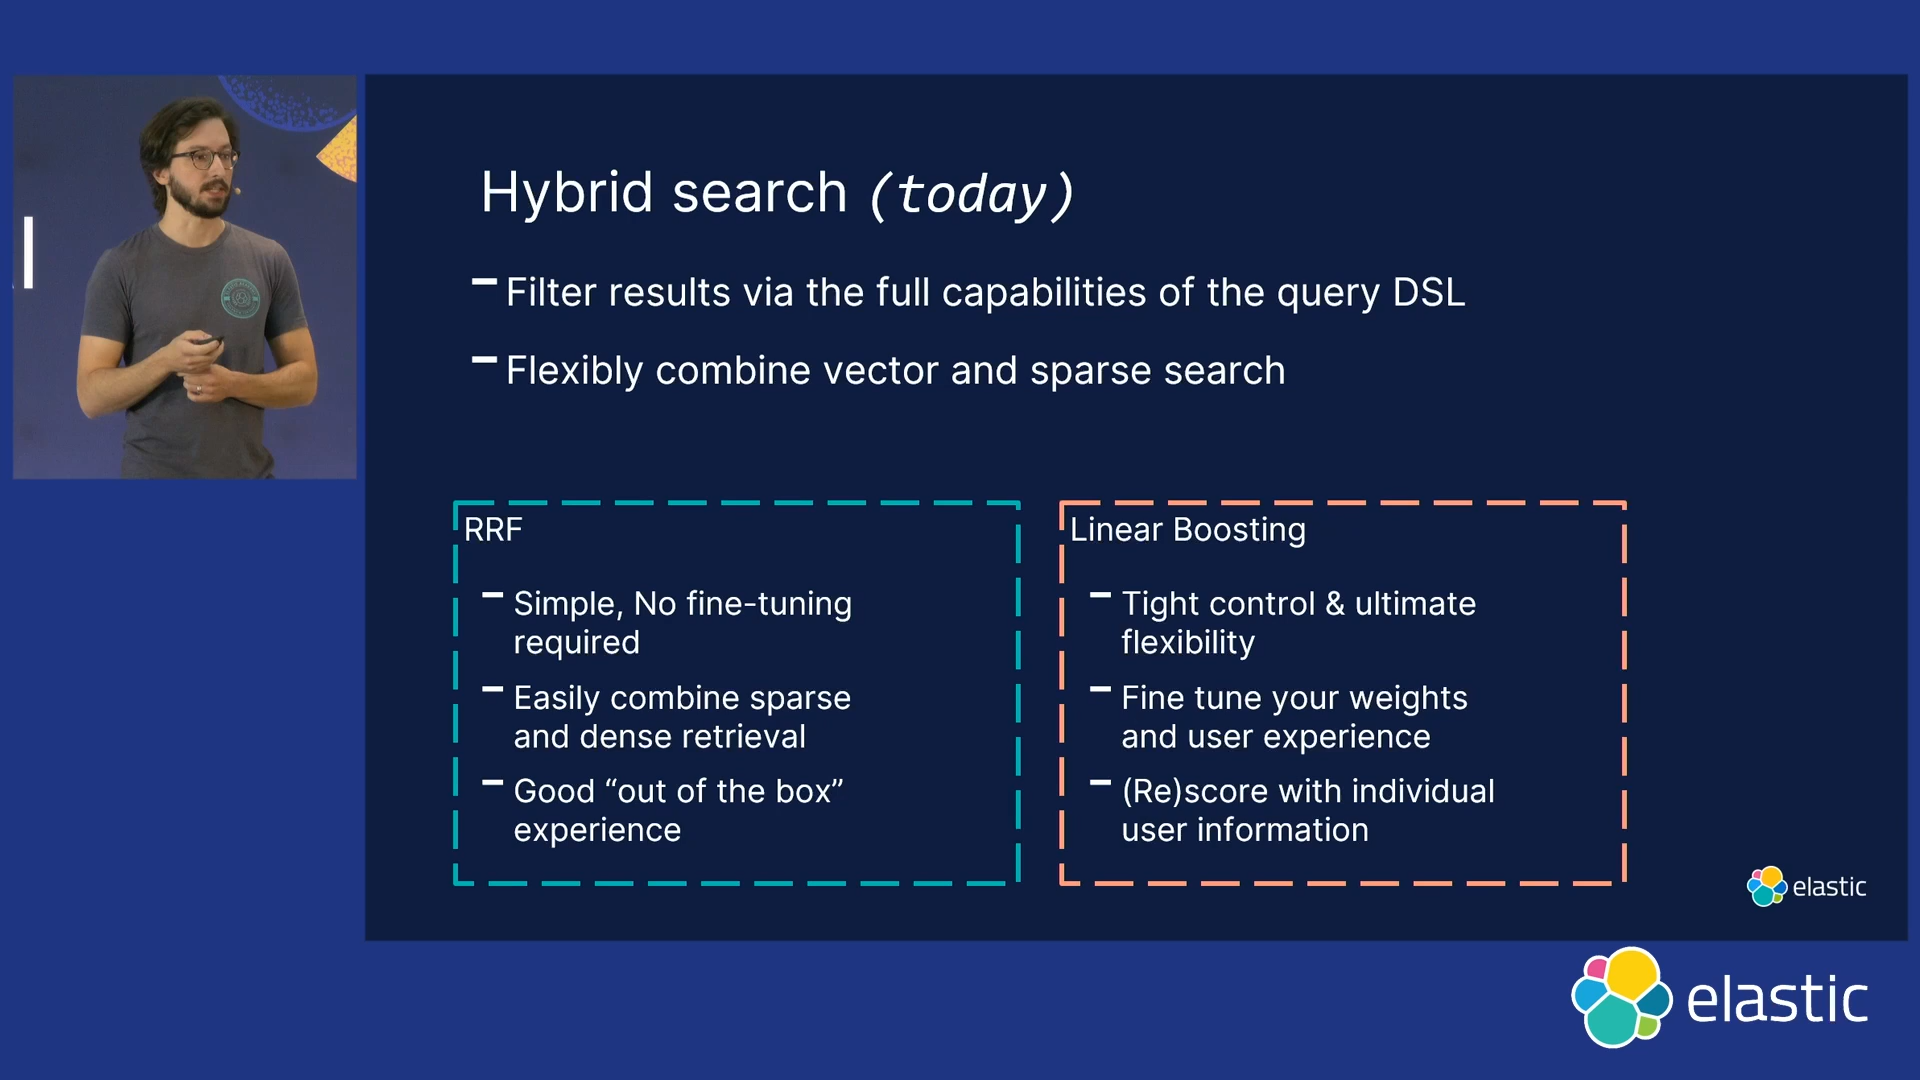 Hybrid search (today)
Filter results via the full capabilities of the query DSL
Flexibly combine vector and sparse search
RRF
Simple, No fine-tuning
required
Easily combine sparse
and dense retrieval
Good “out of the box”
experience
Linear Boosting
Tight control & ultimate
flexibility
Fine tune your weights
and user experience
(Re)score with individual
user information
elastic
elastic